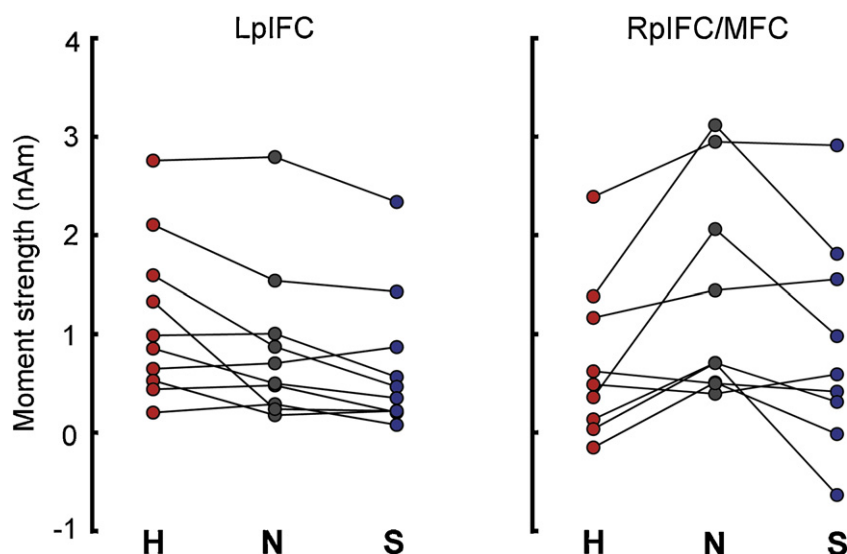 LpIFC
RpIFC/MFC
Moment strength (nAm)
4
3
2
1
0
-1
H N S
H N S